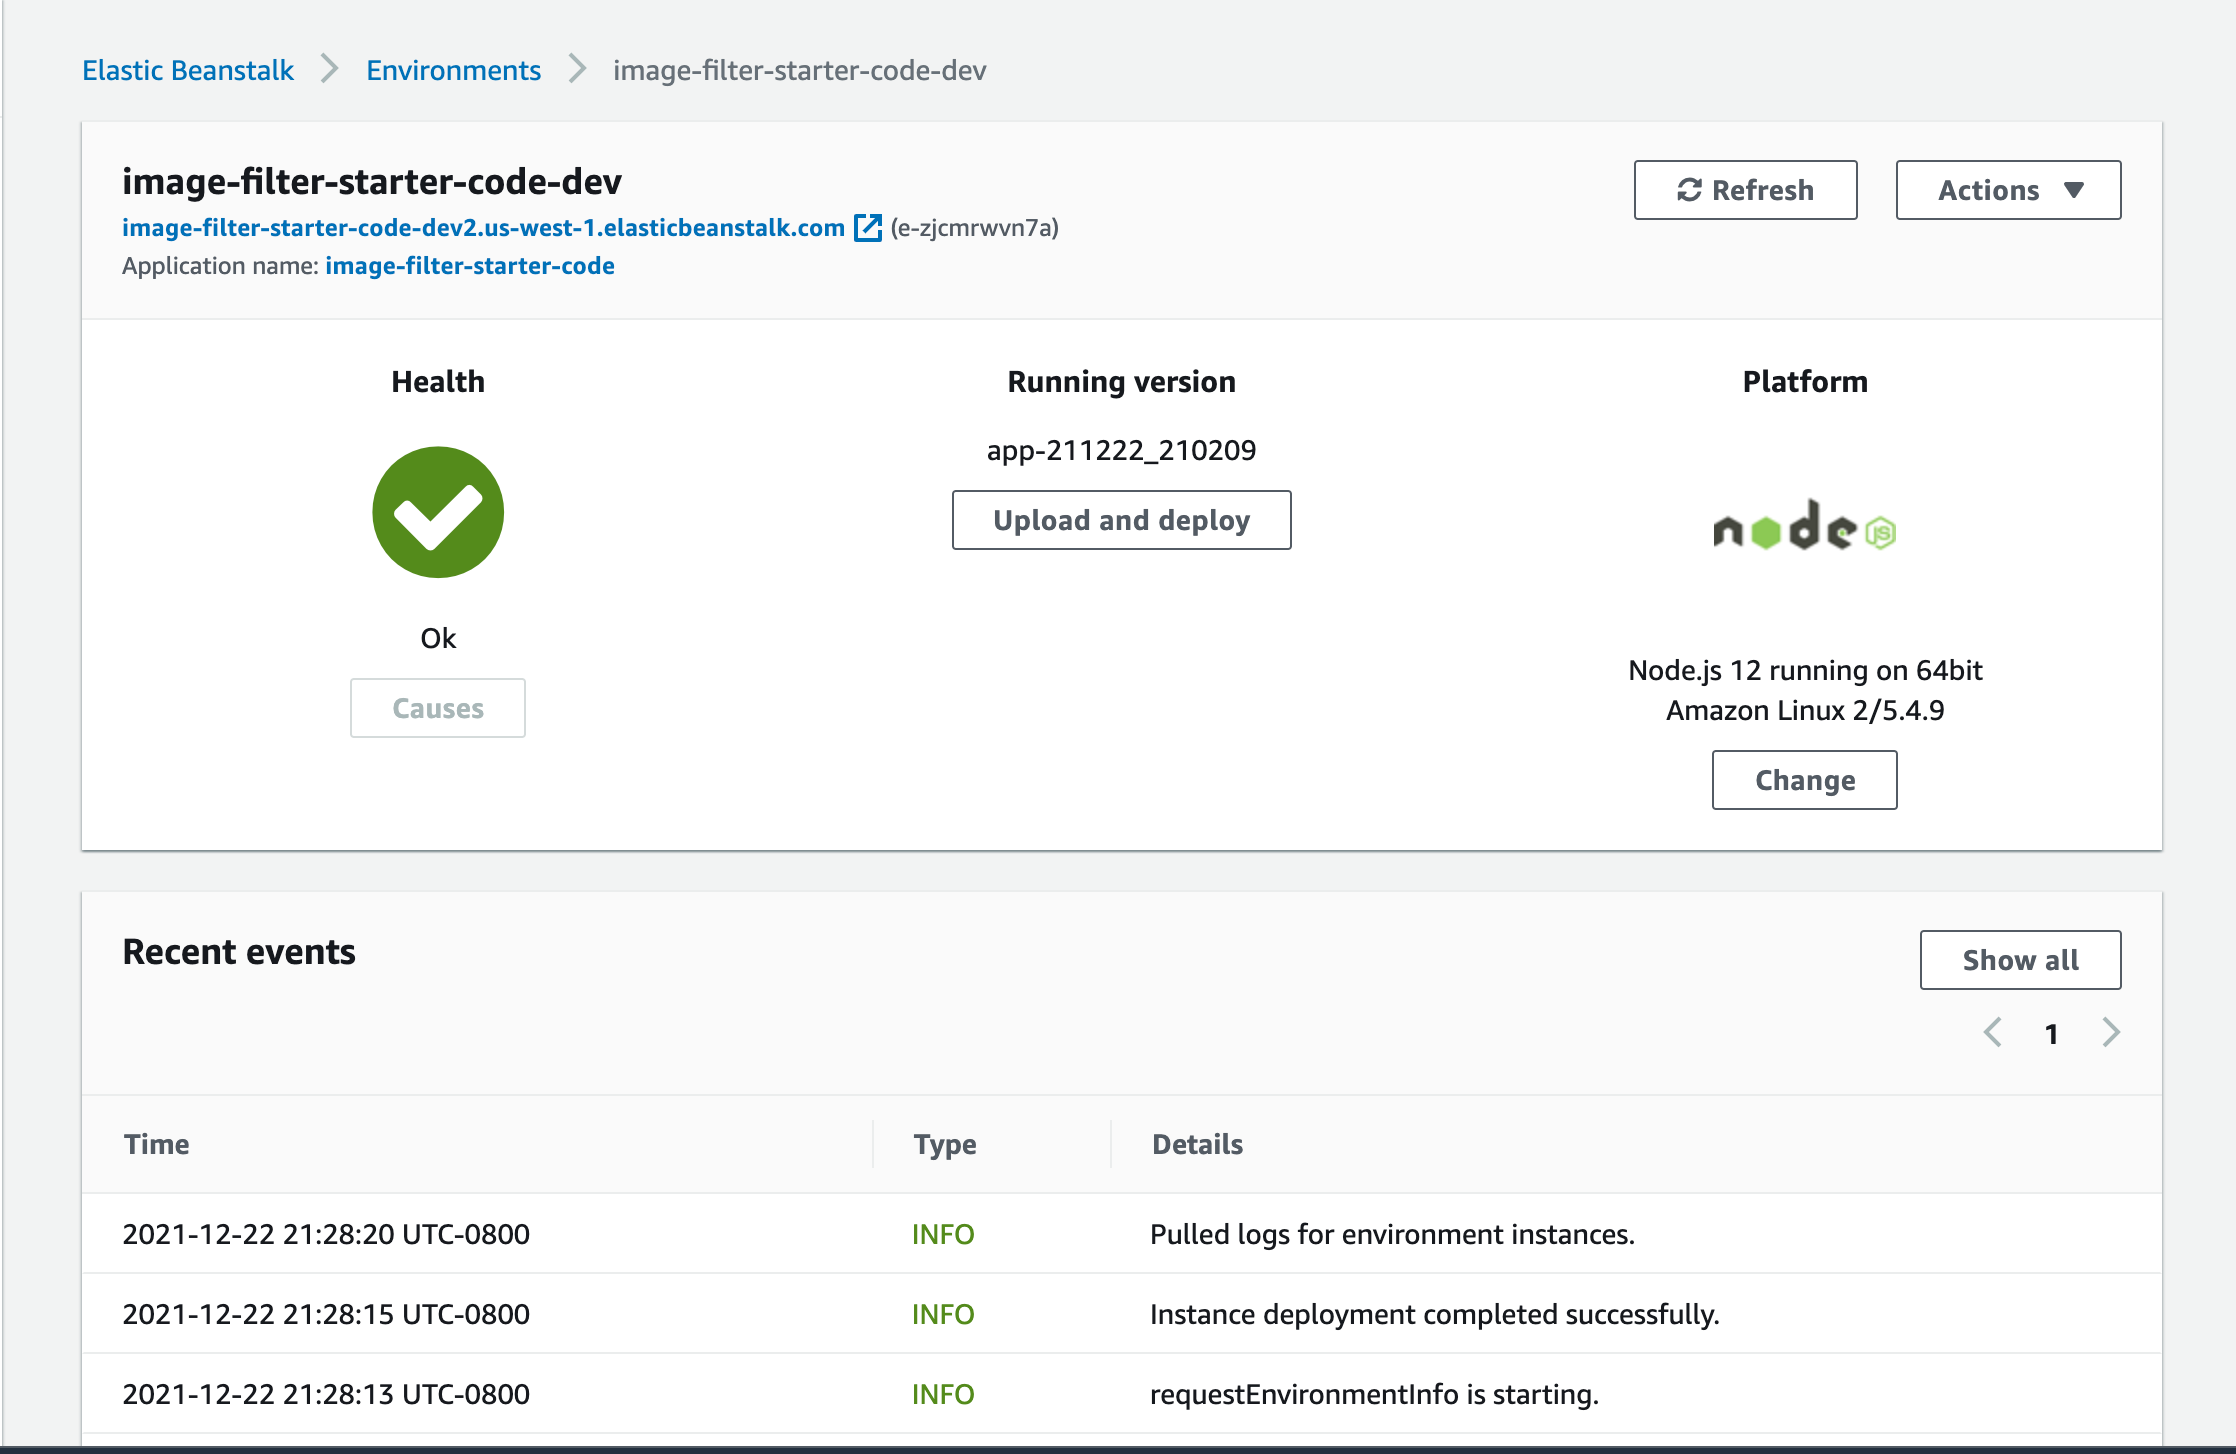 Elastic Beanstalk > Environments > image-filter-starter-code-dev
image-filter-starter-code-dev
Refresh
Actions ▼
image-filter-starter-code-dev2.us-west-1.elasticbeanstalk.com (e-zjcmrwvn7a)
Application name: image-filter-starter-code
Health
Ok
Causes
Running version
app-211222_210209
Upload and deploy
Platform
node JS
Node.js 12 running on 64bit
Amazon Linux 2/5.4.9
Change
Recent events
Show all
< 1 >
Time Type Details
2021-12-22 21:28:20 UTC-0800 INFO Pulled logs for environment instances.
2021-12-22 21:28:15 UTC-0800 INFO Instance deployment completed successfully.
2021-12-22 21:28:13 UTC-0800 INFO requestEnvironmentInfo is starting.